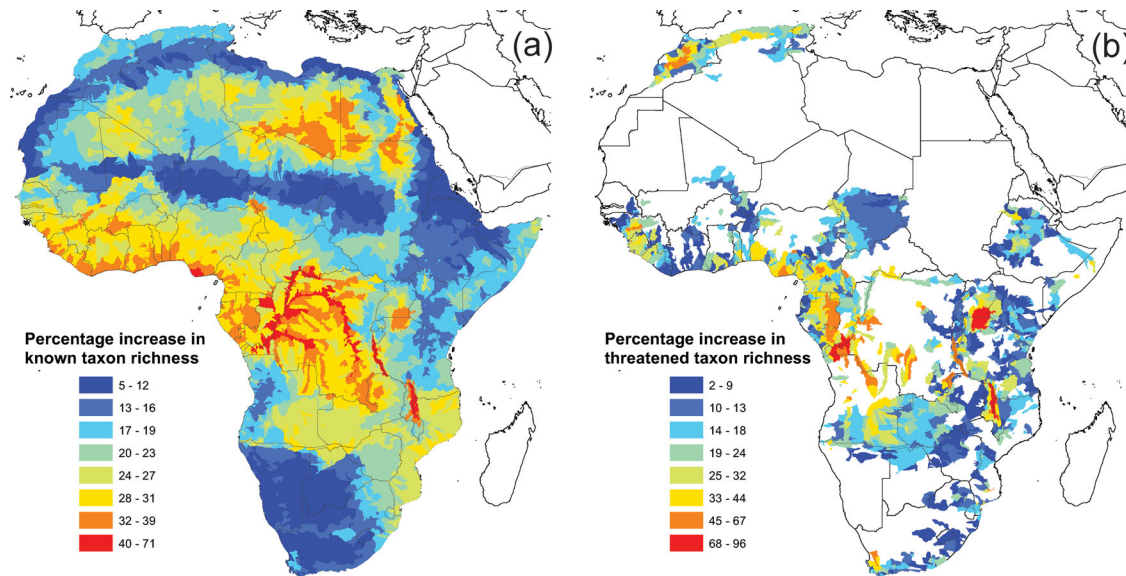 (a)
Percentage increase in
known taxon richness
5 - 12
13 - 16
17 - 19
20 - 23
24 - 27
28 - 31
32 - 39
40 - 71
(b)
Percentage increase in
threatened taxon richness
2 - 9
10 - 13
14 - 18
19 - 24
25 - 32
33 - 44
45 - 67
68 - 96